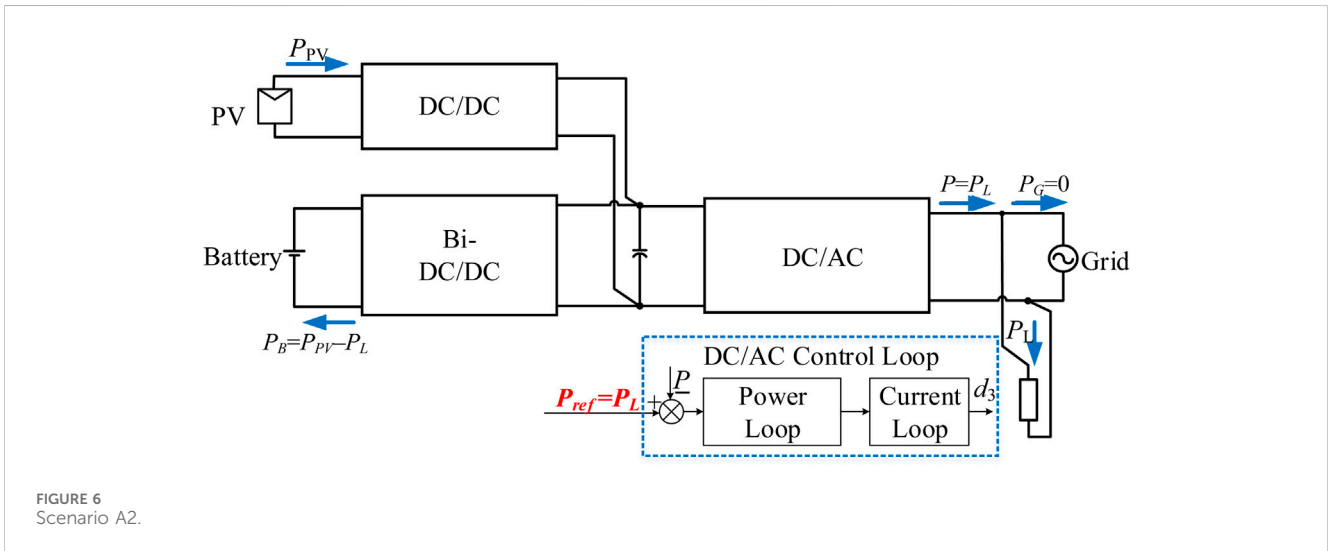 P_PV
PV
DC/DC
P=P_L
P_G=0
Battery
Bi-
DC/DC
DC/AC
Grid
P_B=P_PV–P_L
P_L
DC/AC Control Loop
P_ref=P_L
+
P
-
Power
Loop
Current
Loop
d_3
FIGURE 6
Scenario A2.